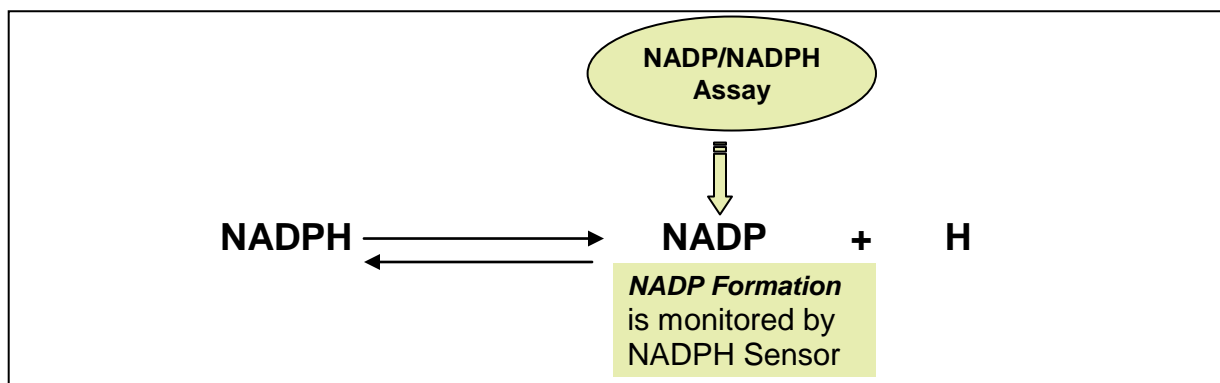 NADP/NADPH
Assay
NADPH NADP + H
NADP Formation
is monitored by
NADPH Sensor